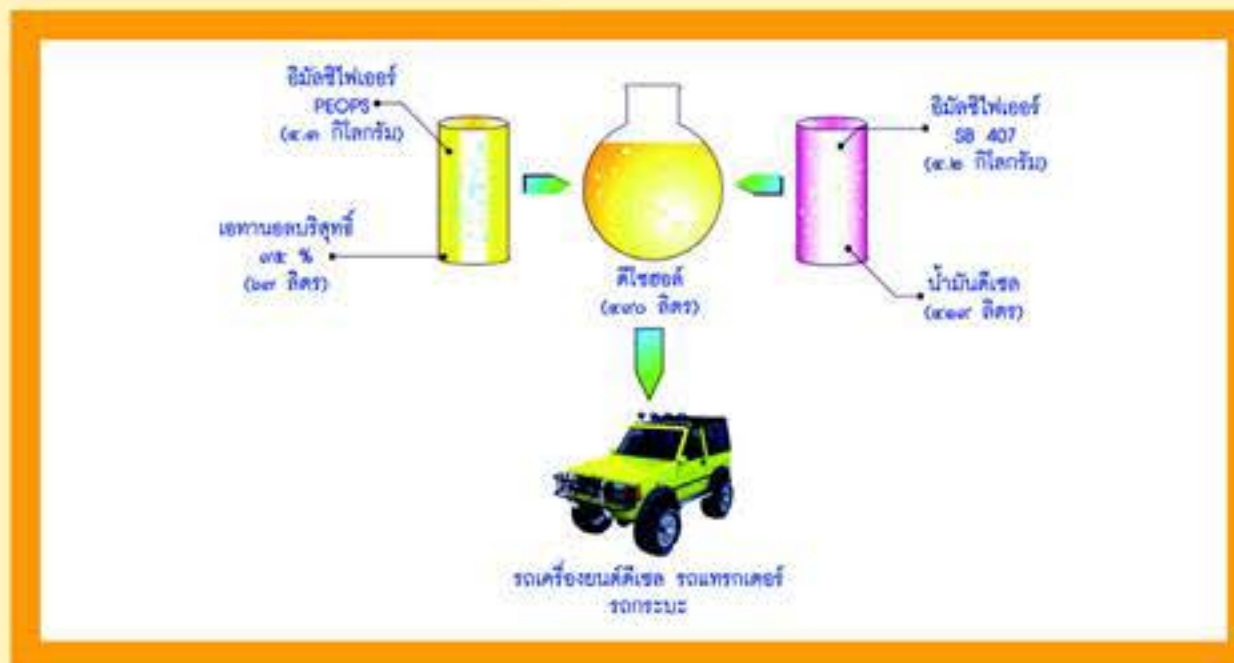 อิมัลซิไฟเออร์
PEOPS
(๔.๓ กิโลกรัม)
เอทานอลบริสุทธิ์
๙๕ %
(๖๙ ลิตร)
ดีโซฮอล์
(๔๙๐ ลิตร)
อิมัลซิไฟเออร์
SB 407
(๔.๒ กิโลกรัม)
น้ำมันดีเซล
(๔๑๙ ลิตร)
รถเครื่องยนต์ดีเซล รถแทรกเตอร์
รถกระบะ